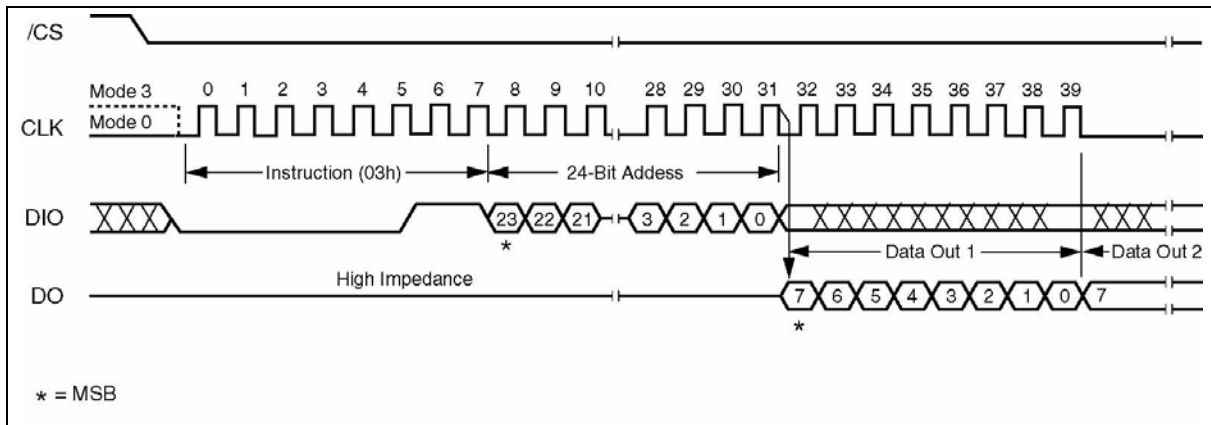 /CS
0 1 2 3 4 5 6 7 8 9 10 28 29 30 31 32 33 34 35 36 37 38 39
Mode 3
Mode 0
CLK
Instruction (03h) 24-Bit Addess
DIO 23 22 21 3 2 1 0
*
Data Out 1 Data Out 2
High Impedance
DO 7 6 5 4 3 2 1 0 7
*
* = MSB